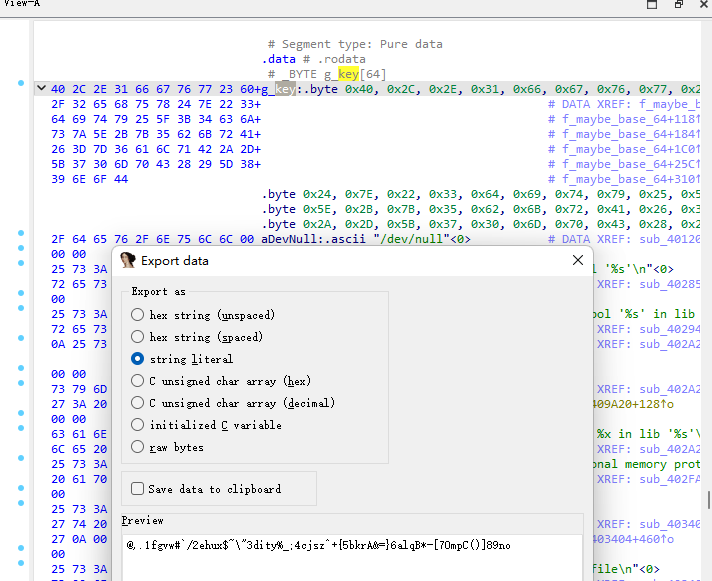 View-A
# Segment type: Pure data
.data # .rodata
# _BYTE g_key[64]
40 2C 2E 31 66 67 76 77 23 60+g_key:.byte 0x40, 0x2C, 0x2E, 0x31, 0x66, 0x67, 0x76, 0x77, 0x2
2F 32 65 68 75 78 24 7E 22 33+ # DATA XREF: f_maybe_b
64 69 74 79 25 5F 3B 34 63 6A+ # f_maybe_base_64+118↑o
73 7A 5E 2B 7B 35 62 6B 72 41+ # f_maybe_base_64+184↑o
26 3D 7D 36 61 6C 71 42 2A 2D+ # f_maybe_base_64+1C0↑o
5B 37 30 6D 70 43 28 29 5D 38+ # f_maybe_base_64+25C↑o
39 6E 6F 44 # f_maybe_base_64+310↑o
.byte 0x24, 0x7E, 0x22, 0x33, 0x64, 0x69, 0x74, 0x79, 0x25, 0x5
.byte 0x5E, 0x2B, 0x7B, 0x35, 0x62, 0x6B, 0x72, 0x41, 0x26, 0x3
.byte 0x2A, 0x2D, 0x5B, 0x37, 0x30, 0x6D, 0x70, 0x43, 0x28, 0x2
2F 64 65 76 2F 6E 75 6C 6C 00 aDevNull:.ascii "/dev/null"<0> # DATA XREF: sub_40120
00 00
25 73 3A l '%s'\n"<0>
72 65 73 XREF: sub_40285
00
25 73 3A ool '%s' in lib
72 65 73 XREF: sub_40294
0A 25 73 XREF: sub_402A2
00 00
73 79 6D XREF: sub_402A2
27 3A 20 409A20+128↑o
00 00
63 61 6E %x in lib '%s'\
6C 65 20 XREF: sub_402A2
25 73 3A onal memory prot
20 61 70 XREF: sub_402FA
00
25 73 3A
27 74 20 XREF: sub_40340
27 0A 00 403404+460↑o
00
25 73 3A file\n"<0>
Export data
Export as
hex string (unspaced)
hex string (spaced)
string literal
C unsigned char array (hex)
C unsigned char array (decimal)
initialized C variable
raw bytes
Save data to clipboard
Preview
@,.1fgvw#`/2ehux$~\"3dity%_;4cjsz^+{5bkrA&=}6alqB*-[70mpC()]89no